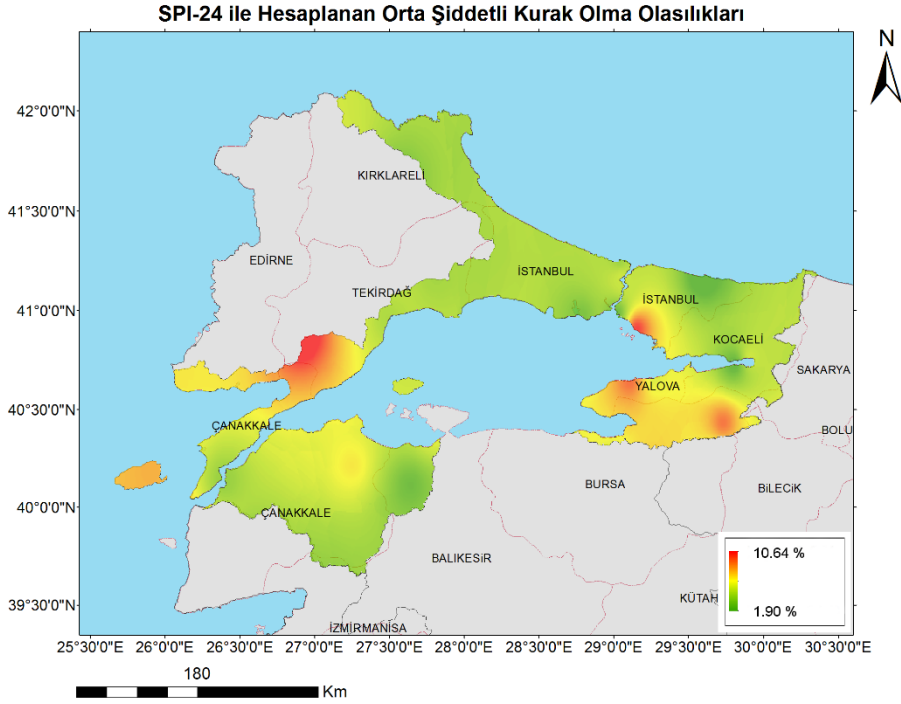 SPI-24 ile Hesaplanan Orta Şiddetli Kurak Olma Olasılıkları
N
42°0'0"N
41°30'0"N
41°0'0"N
40°30'0"N
40°0'0"N
39°30'0"N
KIRKLARELİ
EDİRNE
İSTANBUL
TEKİRDAĞ
İSTANBUL
KOCAELİ
SAKARYA
YALOVA
ÇANAKKALE
BOLU
BURSA
BİLECİK
ÇANAKKALE
BALIKESİR
KÜTAH
İZMİRMANİSA
10.64 %
1.90 %
25°30'0"E 26°0'0"E 26°30'0"E 27°0'0"E 27°30'0"E 28°0'0"E 28°30'0"E 29°0'0"E 29°30'0"E 30°0'0"E 30°30'0"E
180
Km